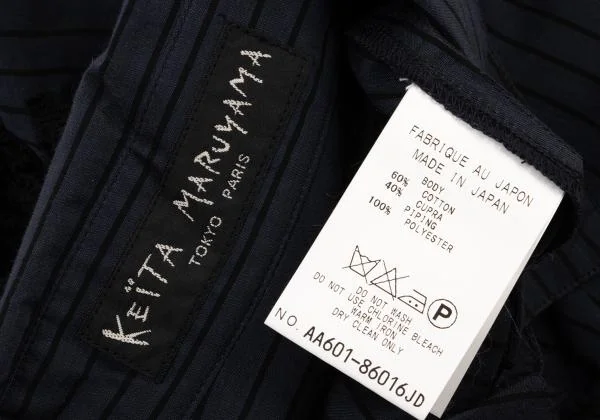 KEÏTA MARUYAMA
TOKYO PARIS
FABRIQUE AU JAPON
MADE IN JAPAN
BODY
60% COTTON
40% CUPRA
PIPING
100% POLYESTER
P
DO NOT WASH
DO NOT USE CHLORINE BLEACH
WARM IRON
DRY CLEAN ONLY
NO. AA601-86016JD